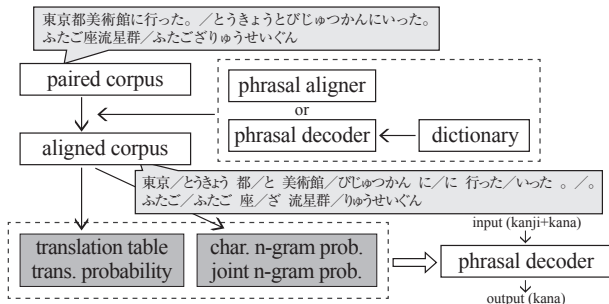 東京都美術館に行った。／とうきょうとびじゅつかんにいった。
ふたご座流星群／ふたござりゅうせいぐん
paired corpus
phrasal aligner
or
phrasal decoder
dictionary
aligned corpus
東京／とうきょう 都／と 美術館／びじゅつかん に／に 行った／いった 。／。
ふたご／ふたご 座／ざ 流星群／りゅうせいぐん
translation table
trans. probability
char. n-gram prob.
joint n-gram prob.
input (kanji+kana)
phrasal decoder
output (kana)